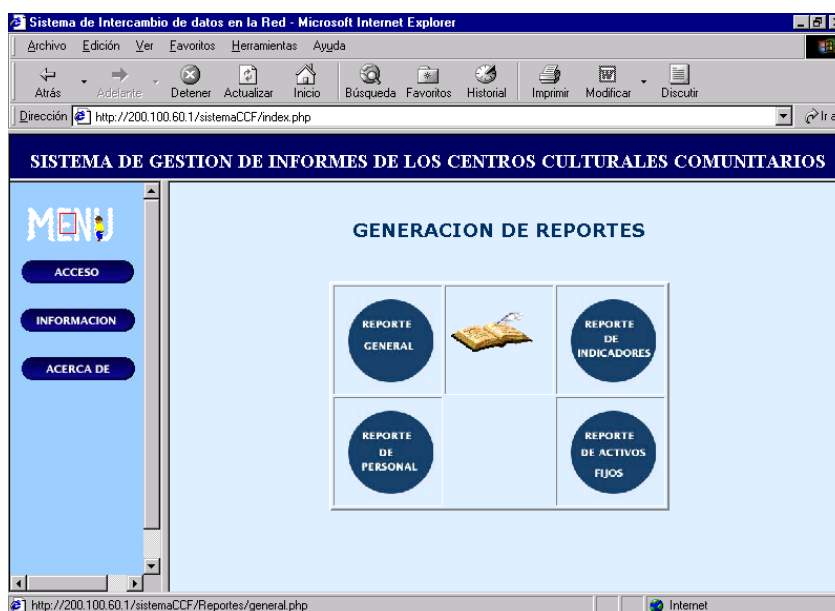 Sistema de Intercambio de datos en la Red - Microsoft Internet Explorer
Archivo Edición Ver Favoritos Herramientas Ayuda
Atrás Adelante Detener Actualizar Inicio Búsqueda Favoritos Historial Imprimir Modificar Discutir
Dirección http://200.100.60.1/sistemaCCF/index.php Ir a
SISTEMA DE GESTION DE INFORMES DE LOS CENTROS CULTURALES COMUNITARIOS
MENU
ACCESO
INFORMACION
ACERCA DE
GENERACION DE REPORTES
REPORTE
GENERAL
REPORTE
DE
INDICADORES
REPORTE
DE
PERSONAL
REPORTE
DE ACTIVOS
FIJOS
http://200.100.60.1/sistemaCCF/Reportes/general.php Internet